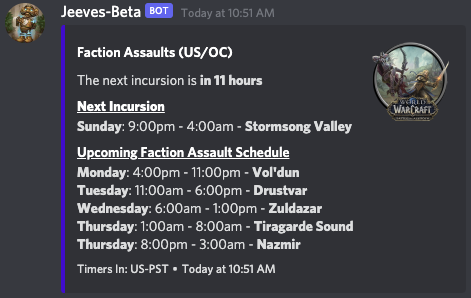 Jeeves-Beta BOT Today at 10:51 AM
Faction Assaults (US/OC)
The next incursion is in 11 hours
WORLD
OF
WARCRAFT
Next Incursion
Sunday: 9:00pm - 4:00am - Stormsong Valley
Upcoming Faction Assault Schedule
Monday: 4:00pm - 11:00pm - Vol'dun
Tuesday: 11:00am - 6:00pm - Drustvar
Wednesday: 6:00am - 1:00pm - Zuldazar
Thursday: 1:00am - 8:00am - Tiragarde Sound
Thursday: 8:00pm - 3:00am - Nazmir
Timers In: US-PST • Today at 10:51 AM